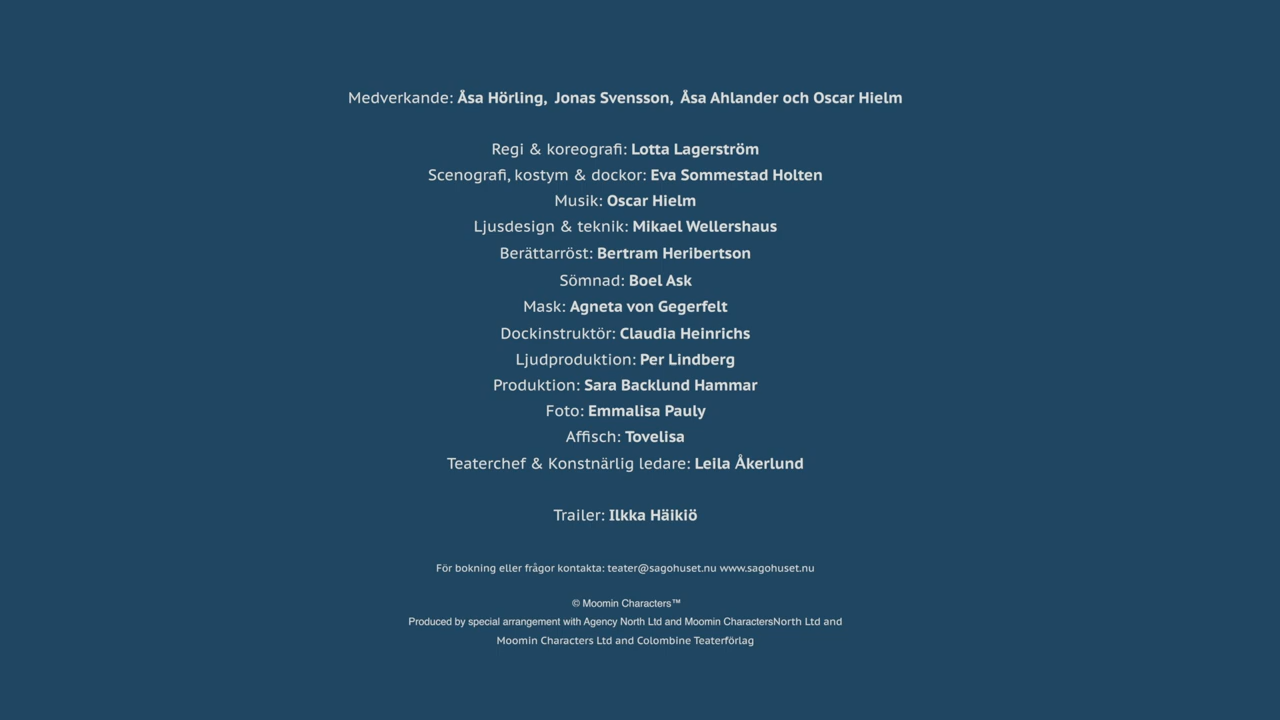 Medverkande: Åsa Hörling, Jonas Svensson, Åsa Ahlander och Oscar Hielm
Regi & koreografi: Lotta Lagerström
Scenografi, kostym & dockor: Eva Sommestad Holten
Musik: Oscar Hielm
Ljusdesign & teknik: Mikael Wellershaus
Berättarröst: Bertram Heribertson
Sömnad: Boel Ask
Mask: Agneta von Gegerfelt
Dockinstruktör: Claudia Heinrichs
Ljudproduktion: Per Lindberg
Produktion: Sara Backlund Hammar
Foto: Emmalisa Pauly
Affisch: Tovelisa
Teaterchef & Konstnärlig ledare: Leila Åkerlund
Trailer: Ilkka Häikiö
För bokning eller frågor kontakta: teater@sagohuset.nu www.sagohuset.nu
© Moomin Characters™
Produced by special arrangement with Agency North Ltd and Moomin CharactersNorth Ltd and
Moomin Characters Ltd and Colombine Teaterförlag